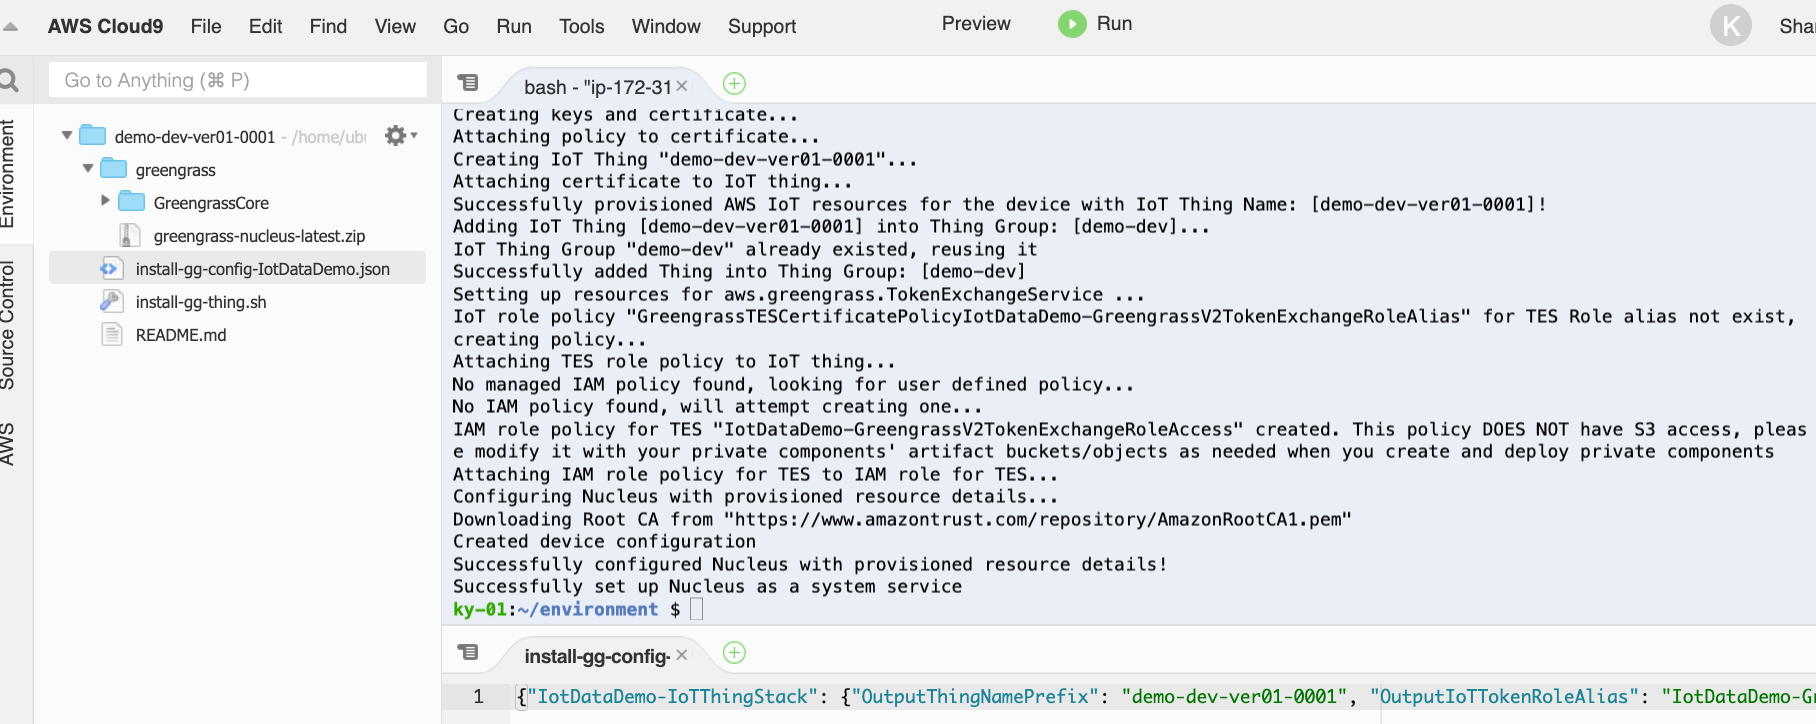 AWS Cloud9 File Edit Find View Go Run Tools Window Support Preview Run K
Go to Anything (⌘ P)
Environment
Source Control
AWS
demo-dev-ver01-0001 - /home/ub
greengrass
GreengrassCore
greengrass-nucleus-latest.zip
install-gg-config-IotDataDemo.json
install-gg-thing.sh
README.md
bash - "ip-172-31
Creating keys and certificate...
Attaching policy to certificate...
Creating IoT Thing "demo-dev-ver01-0001"...
Attaching certificate to IoT thing...
Successfully provisioned AWS IoT resources for the device with IoT Thing Name: [demo-dev-ver01-0001]!
Adding IoT Thing [demo-dev-ver01-0001] into Thing Group: [demo-dev]...
IoT Thing Group "demo-dev" already existed, reusing it
Successfully added Thing into Thing Group: [demo-dev]
Setting up resources for aws.greengrass.TokenExchangeService ...
IoT role policy "GreengrassTESCertificatePolicyIotDataDemo-GreengrassV2TokenExchangeRoleAlias" for TES Role alias not exist,
creating policy...
Attaching TES role policy to IoT thing...
No managed IAM policy found, looking for user defined policy...
No IAM policy found, will attempt creating one...
IAM role policy for TES "IotDataDemo-GreengrassV2TokenExchangeRoleAccess" created. This policy DOES NOT have S3 access, pleas
e modify it with your private components' artifact buckets/objects as needed when you create and deploy private components
Attaching IAM role policy for TES to IAM role for TES...
Configuring Nucleus with provisioned resource details...
Downloading Root CA from "https://www.amazontrust.com/repository/AmazonRootCA1.pem"
Created device configuration
Successfully configured Nucleus with provisioned resource details!
Successfully set up Nucleus as a system service
ky-01:~/environment $
install-gg-config-
1 {"IotDataDemo-IoTThingStack": {"OutputThingNamePrefix": "demo-dev-ver01-0001", "OutputIoTTokenRoleAlias": "IotDataDemo-G